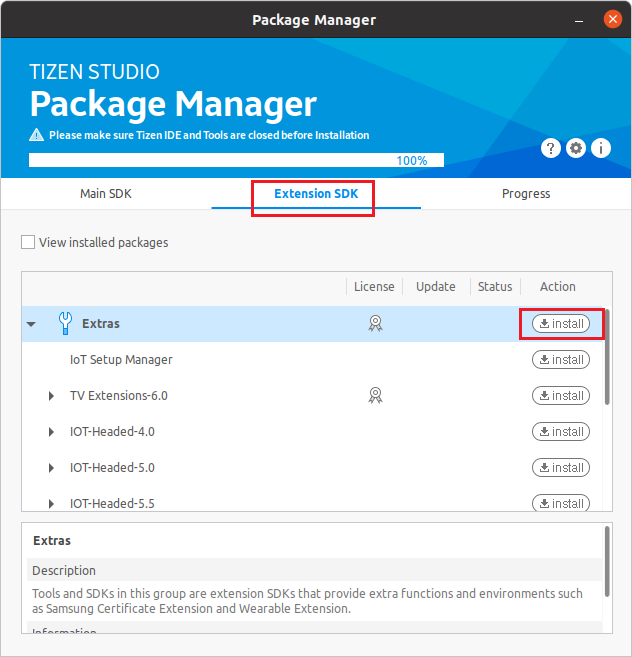 Package Manager
TIZEN STUDIO
Package Manager
Please make sure Tizen IDE and Tools are closed before Installation
100%
Main SDK
Extension SDK
Progress
View installed packages
License Update Status Action
Extras install
IoT Setup Manager install
TV Extensions-6.0 install
IOT-Headed-4.0 install
IOT-Headed-5.0 install
IOT-Headed-5.5 install
Extras
Description
Tools and SDKs in this group are extension SDKs that provide extra functions and environments such
as Samsung Certificate Extension and Wearable Extension.
Information